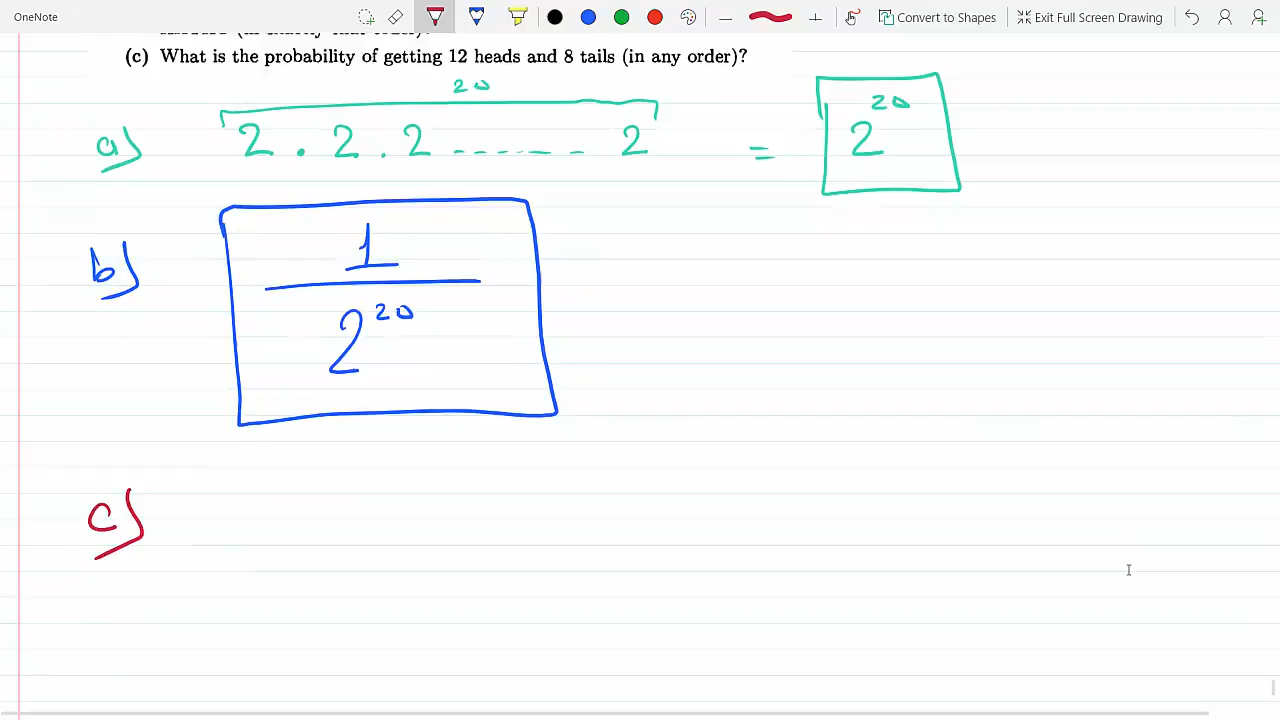 OneNote
Convert to Shapes
Exit Full Screen Drawing
(c) What is the probability of getting 12 heads and 8 tails (in any order)?
20
a) 2 . 2 . 2 ------- 2 = 2^20
b) 1
2^20
c)